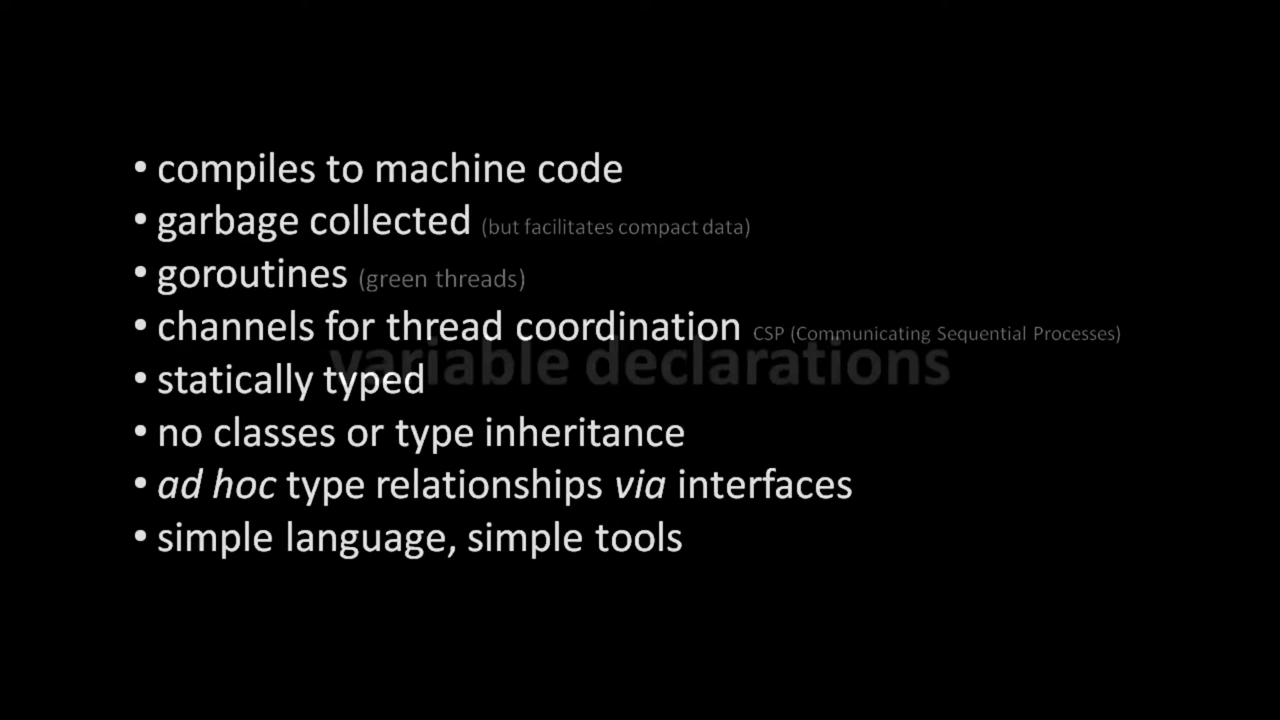 • compiles to machine code
• garbage collected (but facilitates compact data)
• goroutines (green threads)
• channels for thread coordination CSP (Communicating Sequential Processes)
variable declarations
• statically typed
• no classes or type inheritance
• ad hoc type relationships via interfaces
• simple language, simple tools